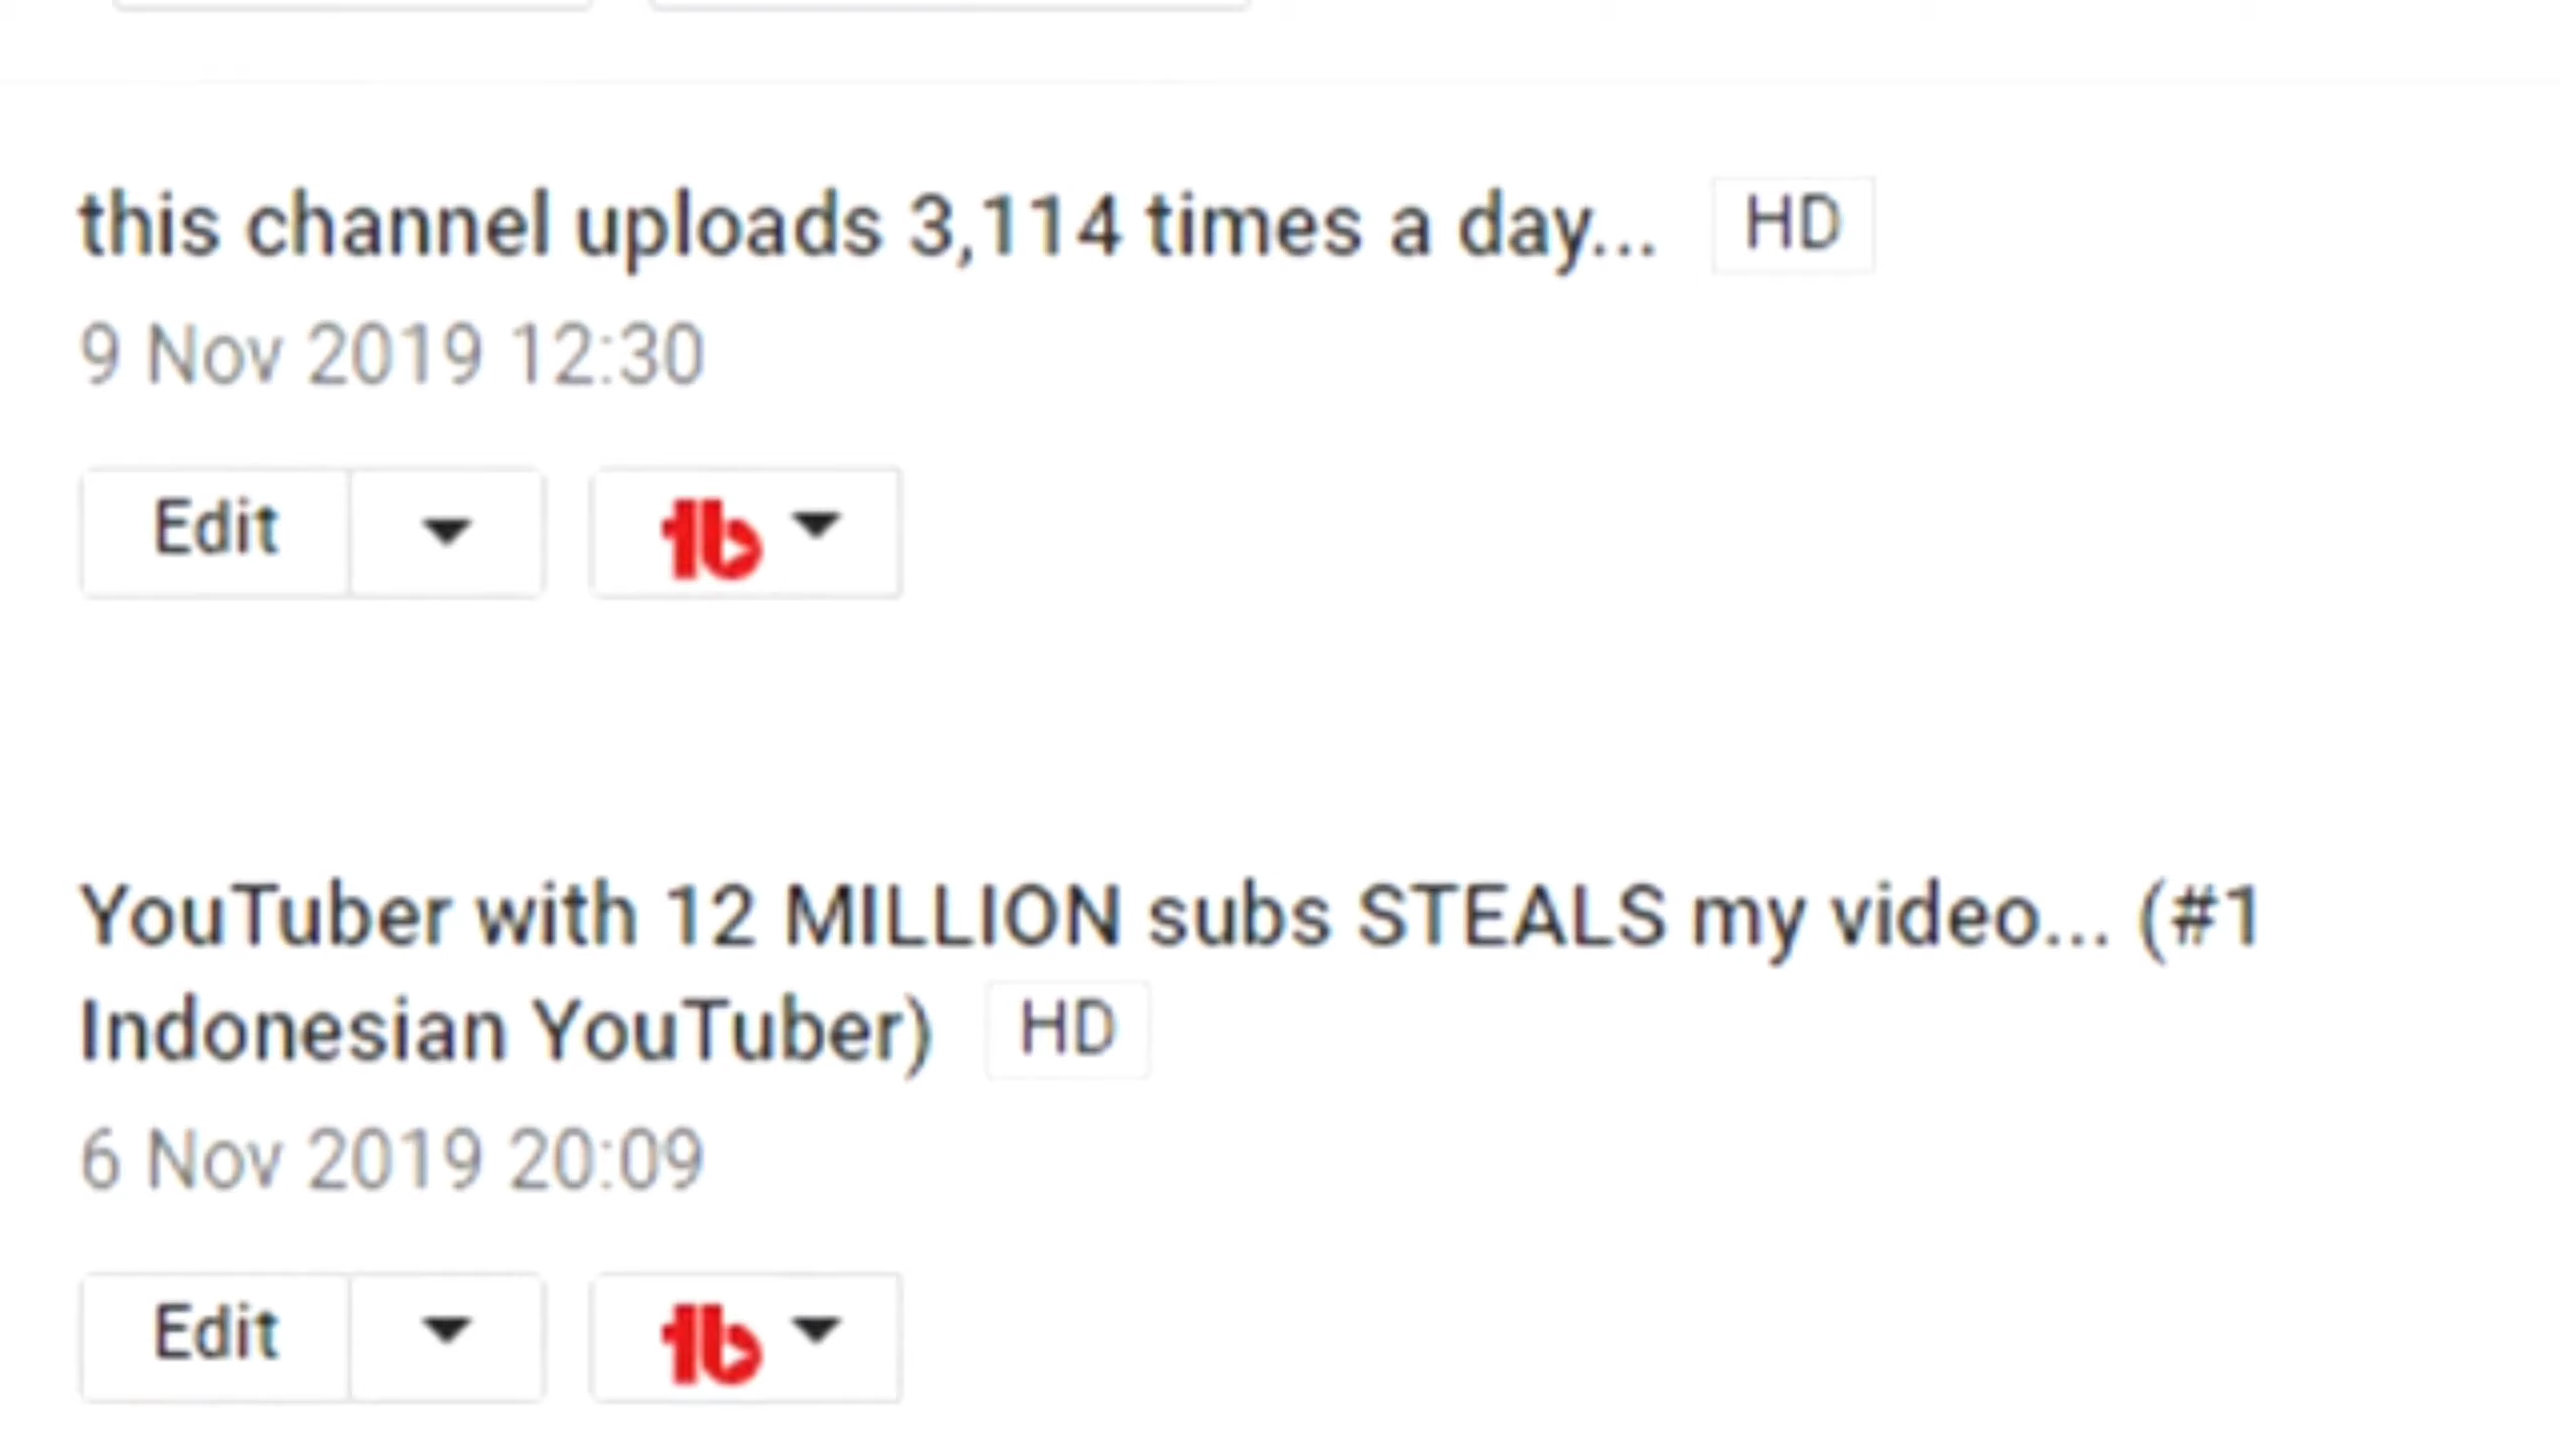 this channel uploads 3,114 times a day... HD
9 Nov 2019 12:30
Edit
YouTuber with 12 MILLION subs STEALS my video... (#1
Indonesian YouTuber) HD
6 Nov 2019 20:09
Edit